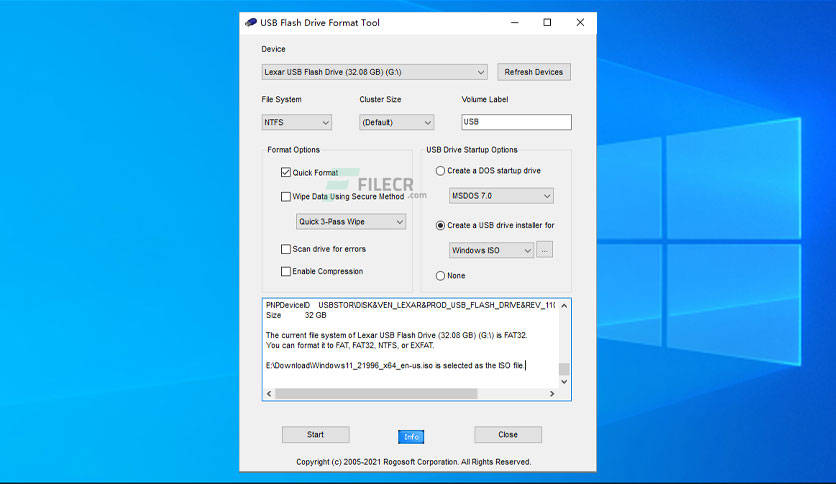 USB Flash Drive Format Tool
Device
Lexar USB Flash Drive (32.08 GB) (G:\)
Refresh Devices
File System
Cluster Size
Volume Label
NTFS
(Default)
USB
Format Options
Quick Format
Wipe Data Using Secure Method
Quick 3-Pass Wipe
Scan drive for errors
Enable Compression
USB Drive Startup Options
Create a DOS startup drive
MSDOS 7.0
Create a USB drive installer for
Windows ISO
...
None
FILECR
.com
PNPDeviceID USBSTOR\DISK&VEN_LEXAR&PROD_USB_FLASH_DRIVE&REV_110
Size 32 GB
The current file system of Lexar USB Flash Drive (32.08 GB) (G:\) is FAT32.
You can format it to FAT, FAT32, NTFS, or EXFAT.
E:\Download\Windows11_21996_x64_en-us.iso is selected as the ISO file.
Start
Info
Close
Copyright (c) 2005-2021 Rogosoft Corporation. All Rights Reserved.